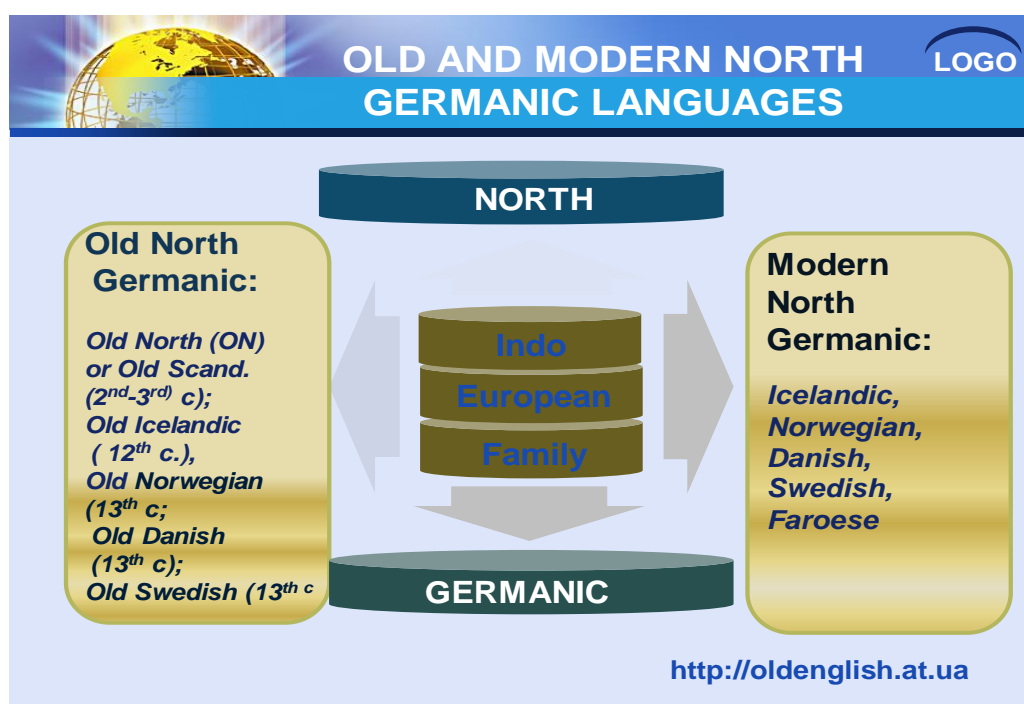 OLD AND MODERN NORTH
GERMANIC LANGUAGES
LOGO
NORTH
Old North
Germanic:
Old North (ON)
or Old Scand.
(2nd-3rd) c);
Old Icelandic
( 12th c.),
Old Norwegian
(13th c;
Old Danish
(13th c);
Old Swedish (13th c
Indo
European
Family
Modern
North
Germanic:
Icelandic,
Norwegian,
Danish,
Swedish,
Faroese
GERMANIC
http://oldenglish.at.ua